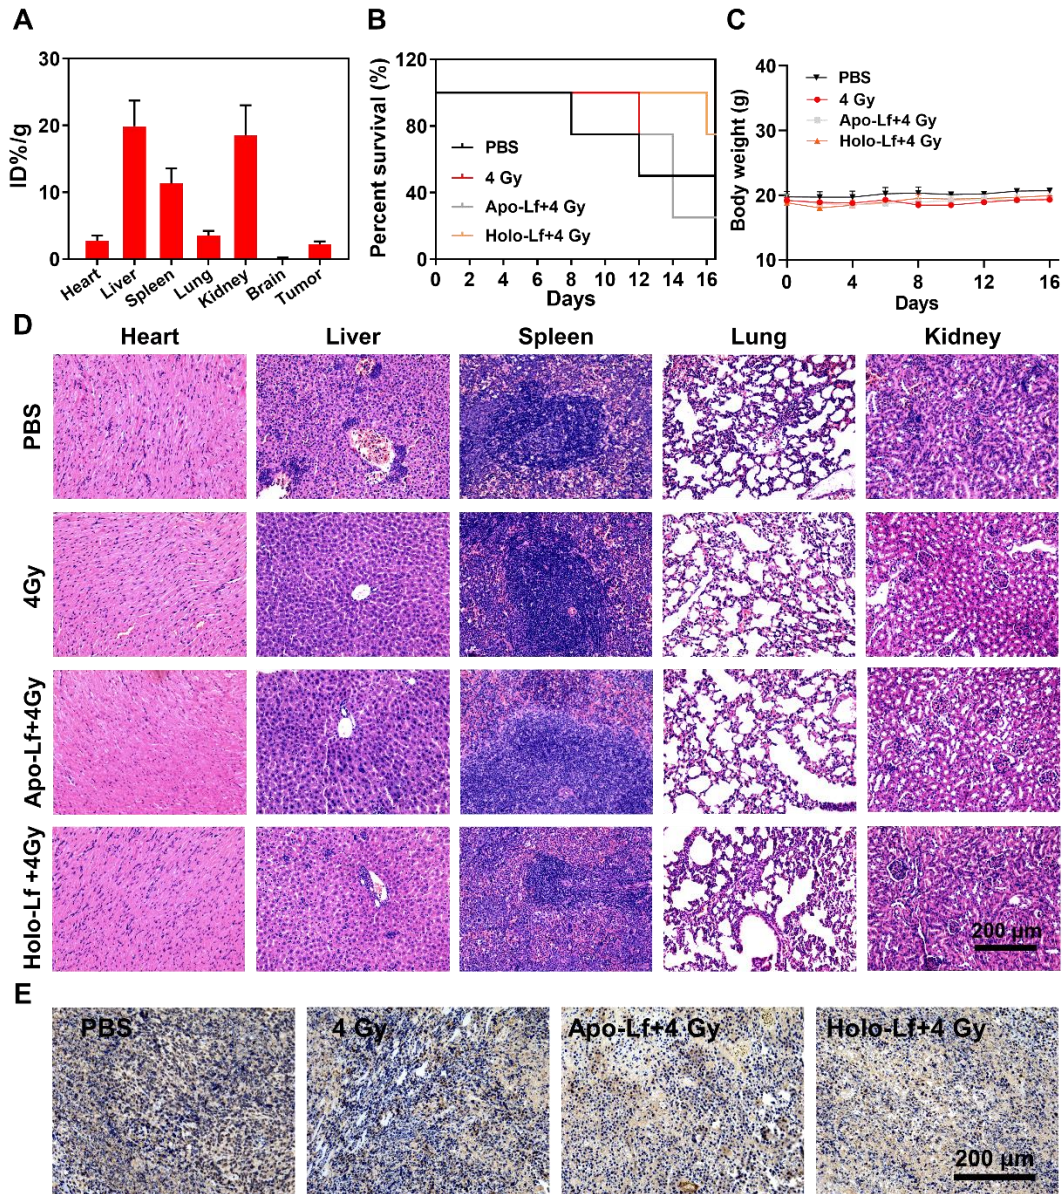 A
ID%/g
30
20
10
0
Heart
Liver
Spleen
Lung
Kidney
Brain
Tumor
B
Percent survival (%)
120
80
40
0
PBS
4 Gy
Apo-Lf+4 Gy
Holo-Lf+4 Gy
0 2 4 6 8 10 12 14 16
Days
C
Body weight (g)
40
30
20
10
PBS
4 Gy
Apo-Lf+4 Gy
Holo-Lf+4 Gy
0 4 8 12 16
Days
D
Heart Liver Spleen Lung Kidney
PBS
4Gy
Apo-Lf+4Gy
Holo-Lf +4Gy
200 μm
E
PBS 4 Gy Apo-Lf+4 Gy Holo-Lf+4 Gy
200 μm